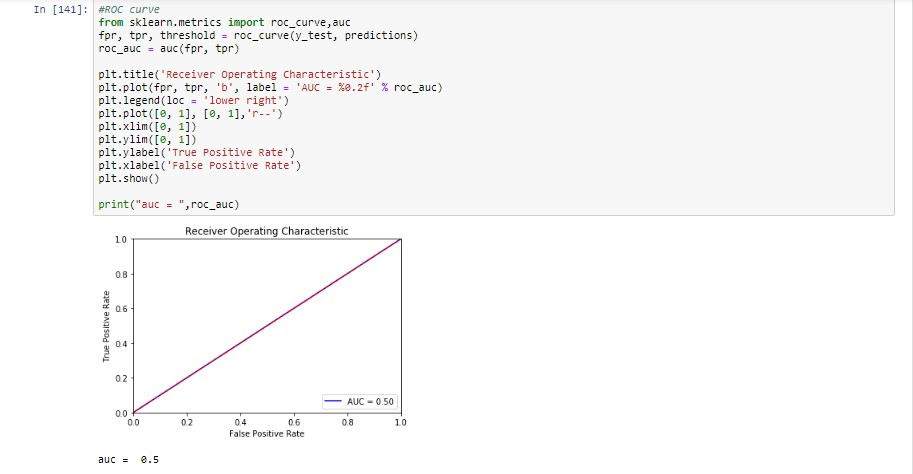 In [141]: #ROC curve
from sklearn.metrics import roc_curve,auc
fpr, tpr, threshold = roc_curve(y_test, predictions)
roc_auc = auc(fpr, tpr)
plt.title('Receiver Operating Characteristic')
plt.plot(fpr, tpr, 'b', label = 'AUC = %0.2f' % roc_auc)
plt.legend(loc = 'lower right')
plt.plot([0, 1], [0, 1],'r--')
plt.xlim([0, 1])
plt.ylim([0, 1])
plt.ylabel('True Positive Rate')
plt.xlabel('False Positive Rate')
plt.show()
print("auc = ",roc_auc)
Receiver Operating Characteristic
1.0
0.8
0.6
0.4
0.2
0.0
True Positive Rate
AUC = 0.50
0.0 0.2 0.4 0.6 0.8 1.0
False Positive Rate
auc =  0.5